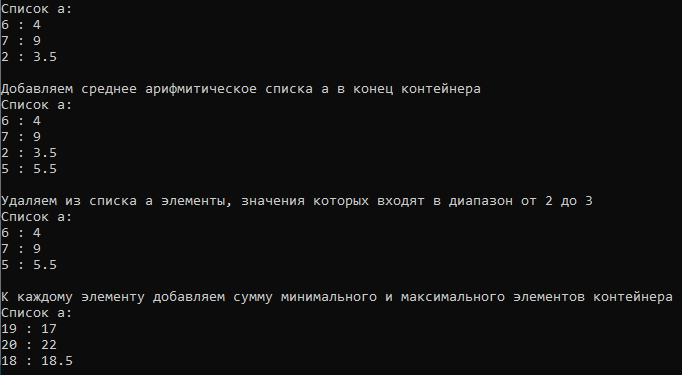 Список а:
6 : 4
7 : 9
2 : 3.5
Добавляем среднее арифмитическое списка а в конец контейнера
Список а:
6 : 4
7 : 9
2 : 3.5
5 : 5.5
Удаляем из списка а элементы, значения которых входят в диапазон от 2 до 3
Список а:
6 : 4
7 : 9
5 : 5.5
К каждому элементу добавляем сумму минимального и максимального элементов контейнера
Список а:
19 : 17
20 : 22
18 : 18.5